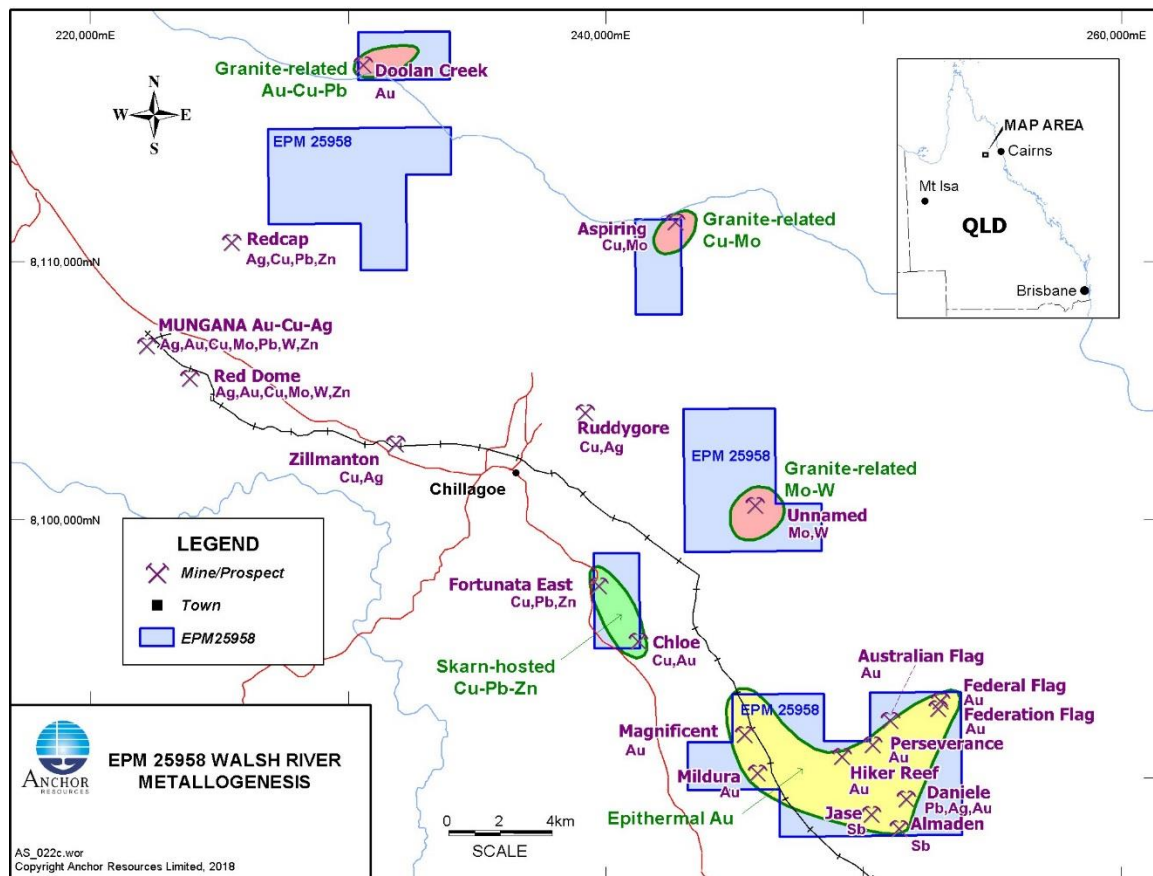 220,000mE
240,000mE
260,000mE
Granite-related
Au-Cu-Pb
Doolan Creek
Au
N
W
E
S
EPM 25958
MAP AREA
Cairns
Mt Isa
QLD
Brisbane
Aspiring
Cu,Mo
Granite-related
Cu-Mo
Redcap
Ag,Cu,Pb,Zn
8,110,000mN
MUNGANA Au-Cu-Ag
Ag,Au,Cu,Mo,Pb,W,Zn
Red Dome
Ag,Au,Cu,Mo,W,Zn
Ruddygore
Cu,Ag
Zillmanton
Cu,Ag
Chillagoe
EPM 25958
Granite-related
Mo-W
Unnamed
Mo,W
8,100,000mN
LEGEND
Mine/Prospect
Town
EPM25958
Fortunata East
Cu,Pb,Zn
Chloe
Cu,Au
Skarn-hosted
Cu-Pb-Zn
Australian Flag
Au
Federal Flag
Au
Federation Flag
Au
EPM 25958
Magnificent
Au
Perseverance
Au
Hiker Reef
Au
Mildura
Au
Daniele
Pb,Ag,Au
Epithermal Au
Jase
Sb
Almaden
Sb
ANCHOR
RESOURCES
EPM 25958 WALSH RIVER
METALLOGENESIS
0 2 4km
SCALE
AS_022c.wor
Copyright Anchor Resources Limited, 2018